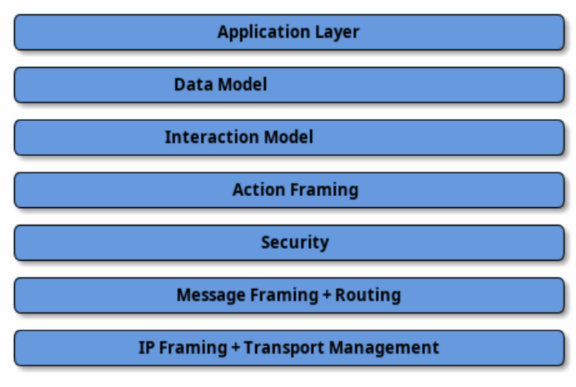 Application Layer
Data Model
Interaction Model
Action Framing
Security
Message Framing + Routing
IP Framing + Transport Management